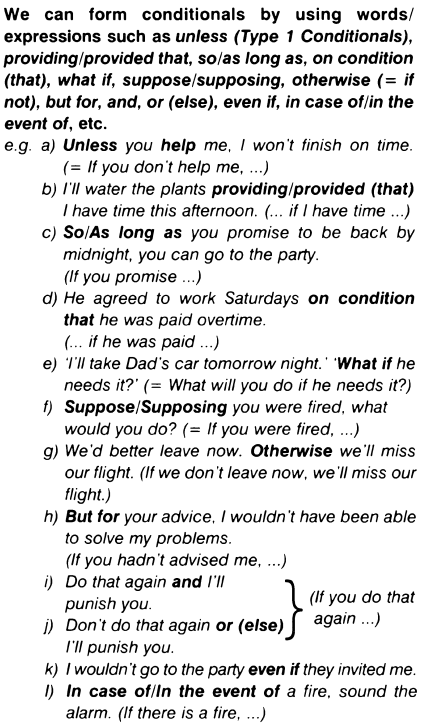 We can form conditionals by using words/
expressions such as unless (Type 1 Conditionals),
providing/provided that, so/as long as, on condition
(that), what if, suppose/supposing, otherwise (= if
not), but for, and, or (else), even if, in case of/in the
event of, etc.
e.g. a) Unless you help me, I won't finish on time.
(= If you don't help me, ...)
b) I'll water the plants providing/provided (that)
I have time this afternoon. (... if I have time ...)
c) So/As long as you promise to be back by
midnight, you can go to the party.
(If you promise ...)
d) He agreed to work Saturdays on condition
that he was paid overtime.
(... if he was paid ...)
e) 'I'll take Dad's car tomorrow night.' 'What if he
needs it?' (= What will you do if he needs it?)
f) Suppose/Supposing you were fired, what
would you do? (= If you were fired, ...)
g) We'd better leave now. Otherwise we'll miss
our flight. (If we don't leave now, we'll miss our
flight.)
h) But for your advice, I wouldn't have been able
to solve my problems.
(If you hadn't advised me, ...)
i) Do that again and I'll
punish you.
j) Don't do that again or (else)
I'll punish you.
(If you do that
again ...)
k) I wouldn't go to the party even if they invited me.
l) In case of/In the event of a fire, sound the
alarm. (If there is a fire, ...)